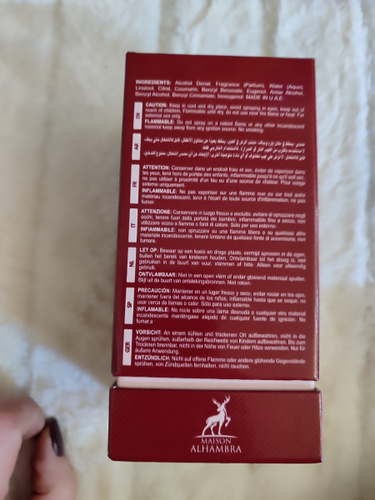 INGREDIENTS: Alcohol Denat. Fragrance (Parfum), Water (Aqua),
Linalool, Citral, Coumarin, Benzyl Benzoate, Eugenol, Anise Alcohol,
Benzyl Alcohol, Benzyl Cinnamate, Isoeugenol. MADE IN U.A.E.
EN
CAUTION: Keep in cool and dry place, avoid spraying in eyes, keep out of
reach of children. Flammable until dry, do not use near the flame or heat. For
external use only.
FLAMMABLE: Do not spray on a naked flame or any other incandescent
material keep away from any ignition source. No smoking.
AR
FR
ATTENTION: Conserver dans un endroit frais et sec, éviter de vaporiser dans
les yeux, tenir hors de portée des enfants, inflammable jusqu'à ce qu'il soit sec,
ne pas utiliser à proximité d'un feu ou d'une source de chaleur. Pour usage
externe uniquement.
INFLAMMABLE: Ne pas vaporiser sur une flamme nue ou sur tout autre
matériau incandescent, tenir à l'écart de toute source d'inflammation, ne pas
fumer.
IT
ATTENZIONE: Conservare in luogo fresco e asciutto, evitare di spruzzare negli
occhi, tenere fuori dalla portata dei bambini, infiammabile fino a secco, non
utilizzare vicino a fiamme o fonti di calore. Solo per uso esterno.
INFIAMMABILE: non spruzzare su una fiamma libera o su qualsiasi altro
materiale incandescente, tenere lontano da qualsiasi fonte di accensione, non
fumare.
NL
LET OP: Bewaar op een koele en droge plaats, vermijd sproeien in de ogen,
buiten het bereik van kinderen houden. Ontvlambaar tot het droog is, niet
gebruiken in de buurt van vuur, vlammen of hitte. Alleen voor uitwendig
gebruik.
ONTVLAMBAAR: Niet in een open vlam of ander gloeiend materiaal spuiten.
Blijf uit de buurt van ontstekingsbronnen. Niet roken.
SP
PRECAUCIÓN: Mantener en un lugar fresco y seco, evitar rociar en los ojos,
mantener fuera del alcance de los niños, inflamable hasta que se seque, no
usar cerca de llamas o calor. Solo para uso externo.
INFLAMABLE: No rocíe sobre una llama desnuda o cualquier otro material
incandescente manténgase alejado de cualquier fuente de ignición. No
fumar.
GER
VORSICHT: An einem kühlen und trockenen Ort aufbewahren, nicht in die
Augen sprühen, außerhalb der Reichweite von Kindern aufbewahren. Bis zum
Trocknen brennbar, nicht in der Nähe von Feuer oder Hitze verwenden. Nur für
äußere Anwendung.
ENTZÜNDLICH: Nicht auf offene Flamme oder andere glühende Gegenstände
sprühen, von Zündquellen fernhalten, nicht rauchen.
MAISON
ALHAMBRA